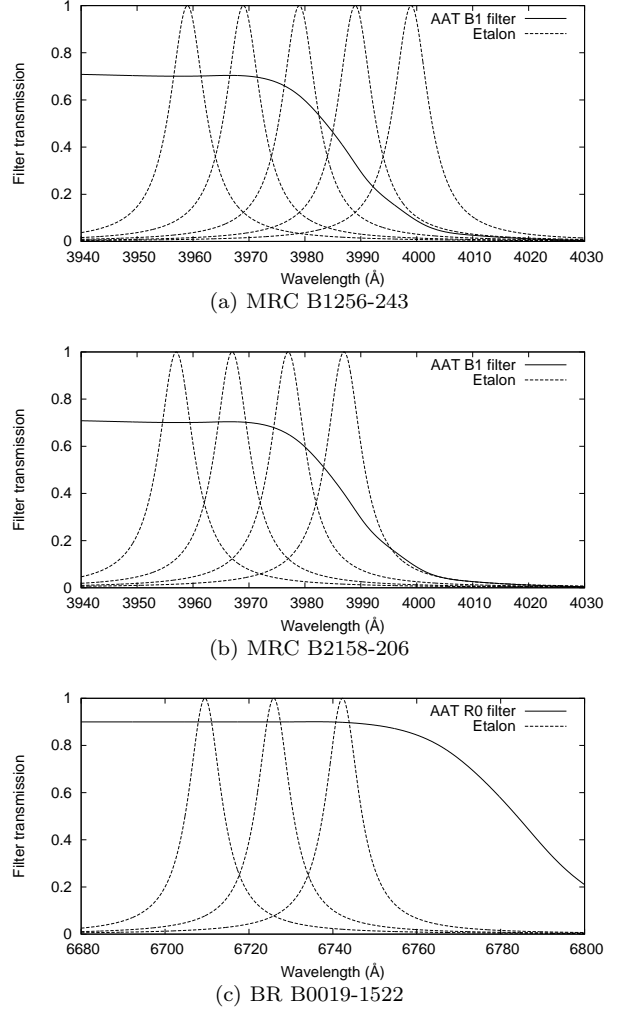 AAT B1 filter
Etalon
Filter transmission
1
0.8
0.6
0.4
0.2
0
3940 3950 3960 3970 3980 3990 4000 4010 4020 4030
Wavelength (Å)
(a) MRC B1256-243
AAT B1 filter
Etalon
Filter transmission
1
0.8
0.6
0.4
0.2
0
3940 3950 3960 3970 3980 3990 4000 4010 4020 4030
Wavelength (Å)
(b) MRC B2158-206
AAT R0 filter
Etalon
Filter transmission
1
0.8
0.6
0.4
0.2
0
6680 6700 6720 6740 6760 6780 6800
Wavelength (Å)
(c) BR B0019-1522